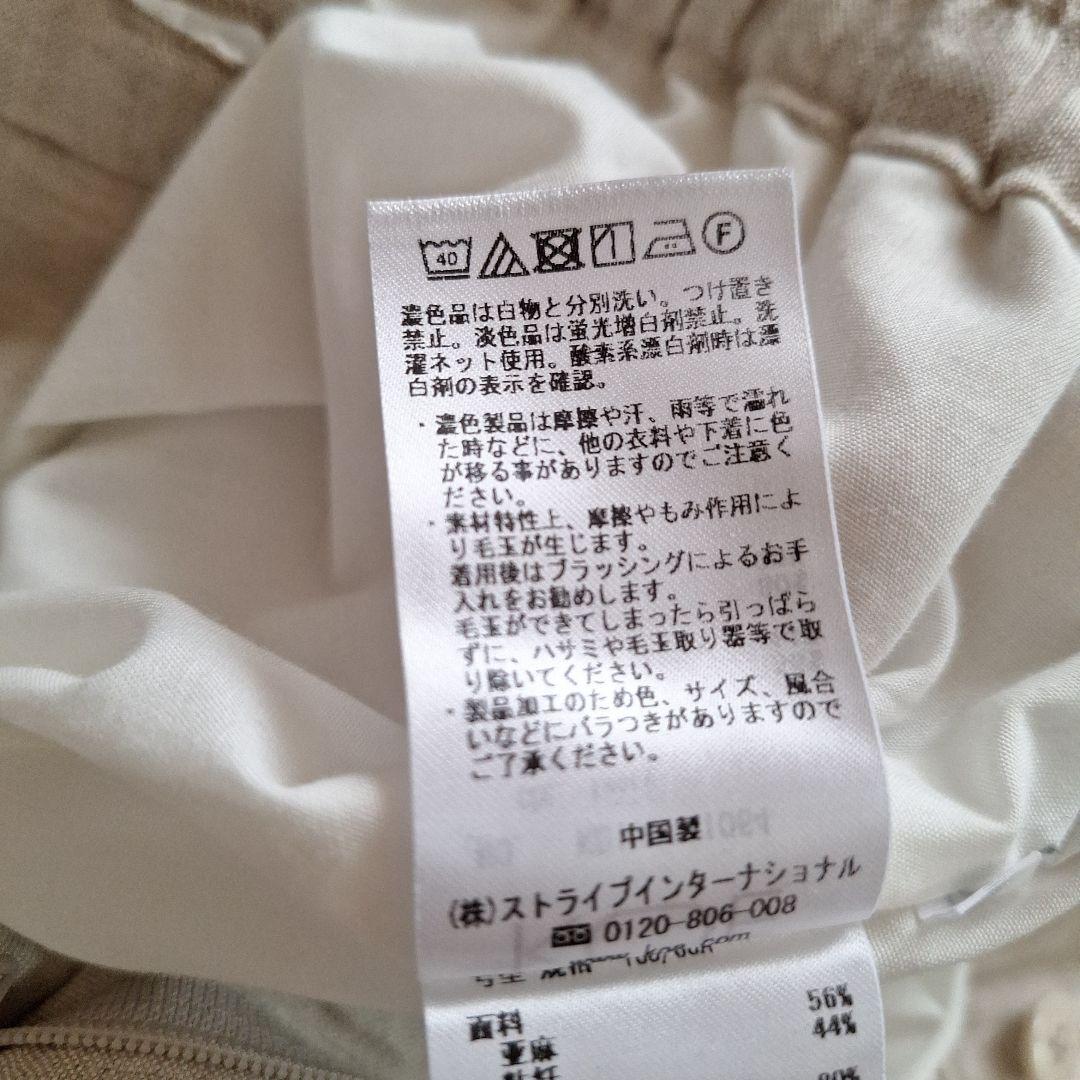 40
F
濃色品は白物と分別洗い。つけ置き
禁止。淡色品は蛍光増白剤禁止。洗
濯ネット使用。酸素系漂白剤時は漂
白剤の表示を確認。
・濃色製品は摩擦や汗、雨等で濡れ
た時などに、他の衣料や下着に色
が移る事がありますのでご注意く
ださい。
・素材特性上、摩擦やもみ作用によ
り毛玉が生じます。
着用後はブラッシングによるお手
入れをお勧めします。
毛玉ができてしまったら引っぱら
ずに、ハサミや毛玉取り器等で取
り除いてください。
・製品加工のため色、サイズ、風合
いなどにバラつきがありますので
ご了承ください。
中国製
(株)ストライプインターナショナル
0120-806-008
56%
44%